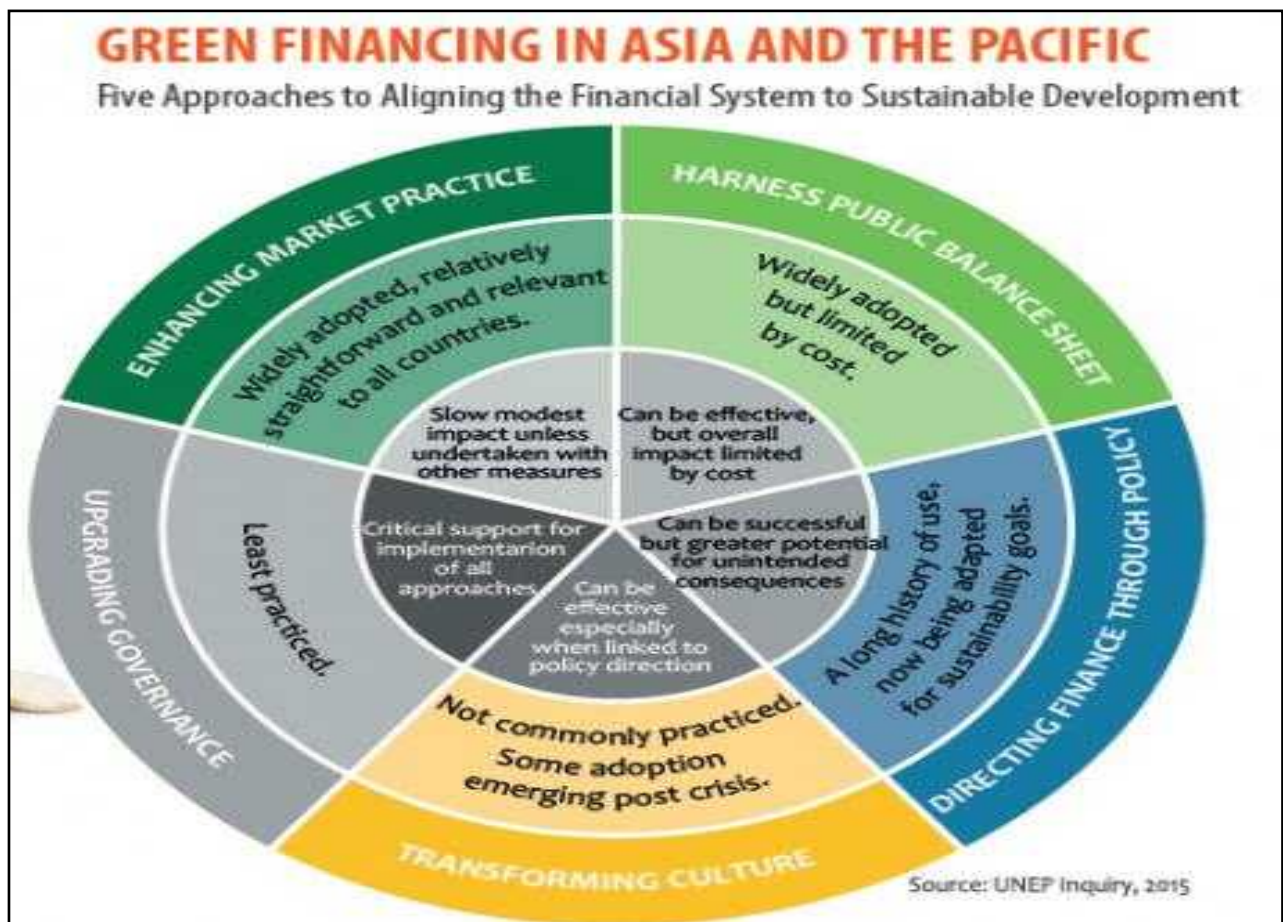 GREEN FINANCING IN ASIA AND THE PACIFIC
Five Approaches to Aligning the Financial System to Sustainable Development
ENHANCING MARKET PRACTICE
Widely adopted, relatively
straightforward and relevant
to all countries.
Slow modest
impact unless
undertaken with
other measures
HARNESS PUBLIC BALANCE SHEET
Widely adopted
but limited
by cost.
Can be effective,
but overall
impact limited
by cost
DIRECTING FINANCE THROUGH POLICY
A long history of use,
now being adapted
for sustainability goals.
Can be successful
but greater potential
for unintended
consequences
TRANSFORMING CULTURE
Not commonly practiced.
Some adoption
emerging post crisis.
Can be
effective
especially
when linked to
policy direction
UPGRADING GOVERNANCE
Least practiced.
Critical support for
implementarion
of all
approaches
Source: UNEP Inquiry, 2015